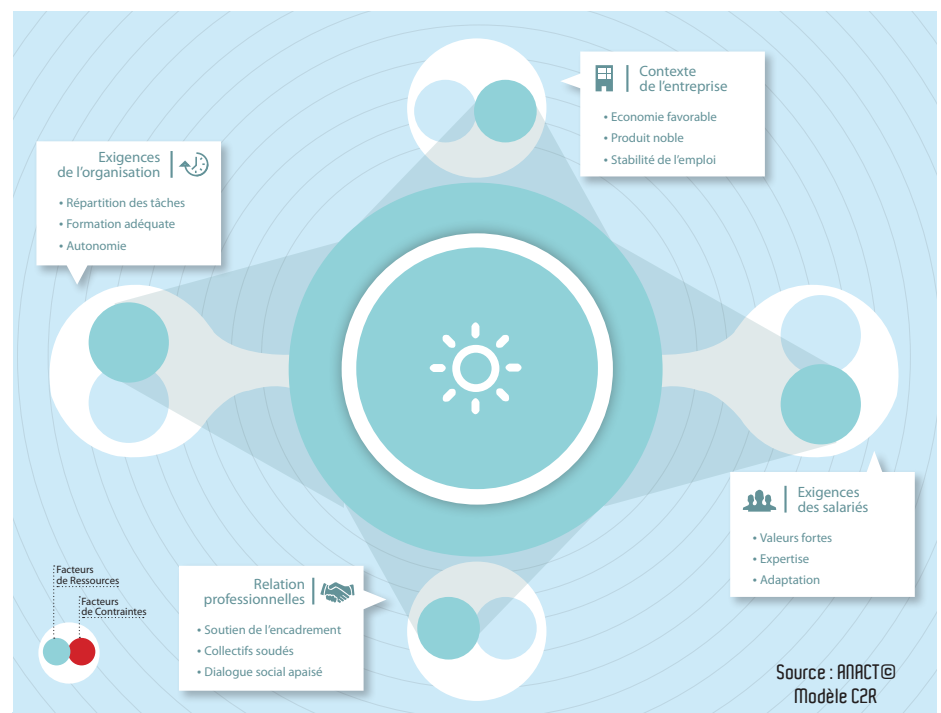 Contexte
de l'entreprise
• Economie favorable
• Produit noble
• Stabilité de l'emploi
Exigences
de l'organisation
• Répartition des tâches
• Formation adéquate
• Autonomie
Exigences
des salariés
• Valeurs fortes
• Expertise
• Adaptation
Relation
professionnelles
• Soutien de l'encadrement
• Collectifs soudés
• Dialogue social apaisé
Facteurs
de Ressources
Facteurs
de Contraintes
Source : ANACT©
Modèle C2R